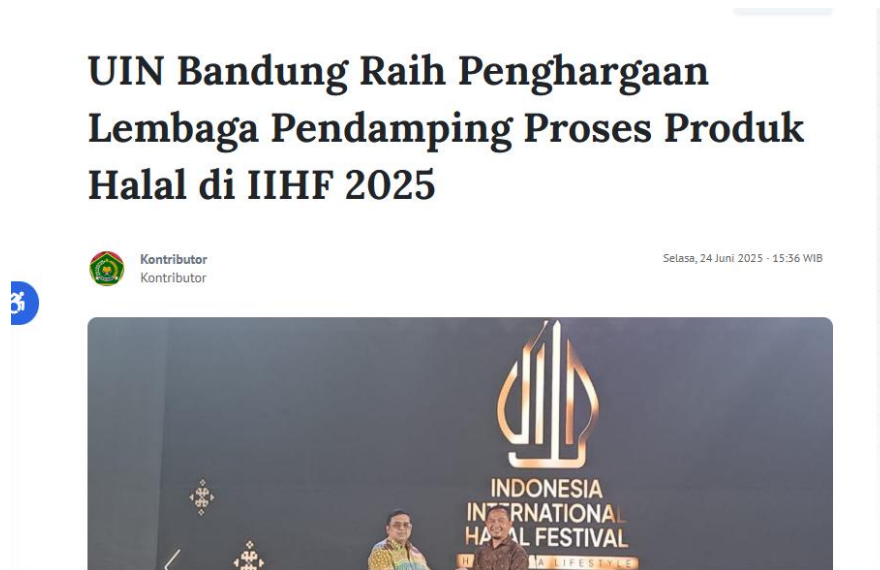 UIN Bandung Raih Penghargaan
Lembaga Pendamping Proses Produk
Halal di IIHF 2025
Kontributor
Kontributor
Selasa, 24 Juni 2025 - 15:36 WIB
INDONESIA
INTERNATIONAL
HALAL FESTIVAL
LIFESTYLE